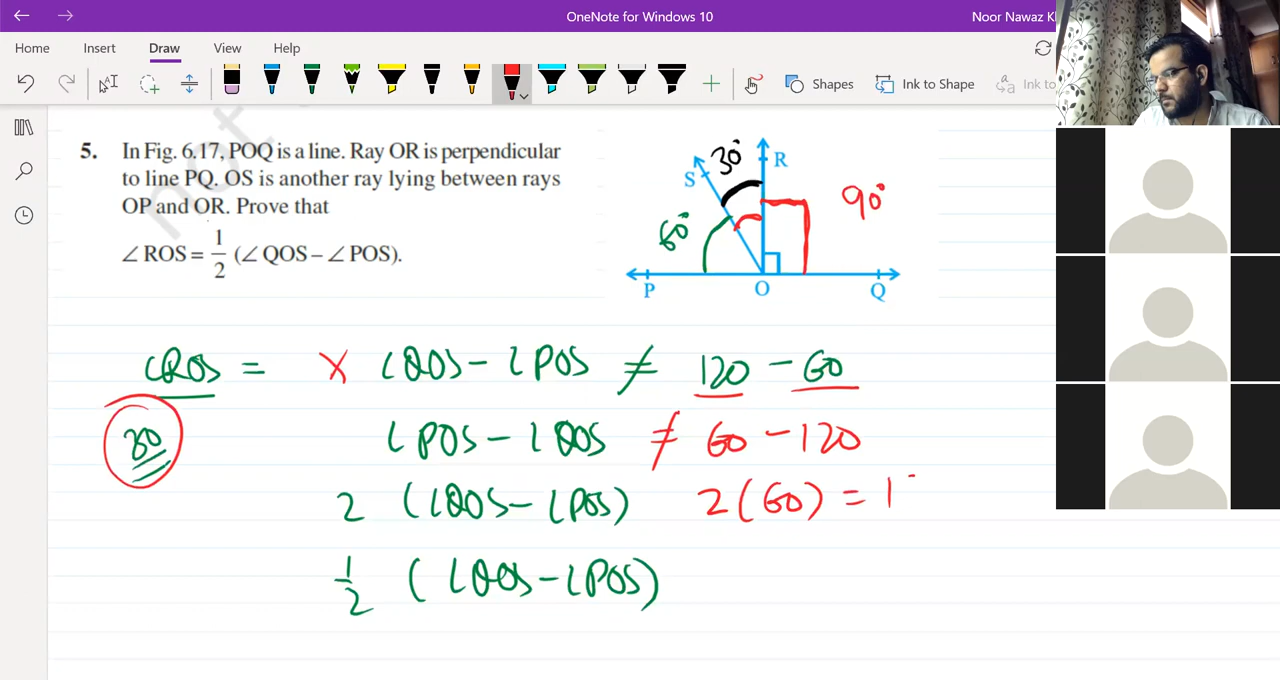 OneNote for Windows 10
Noor Nawaz K
Home Insert Draw View Help
Shapes Ink to Shape Ink to
not
5. In Fig. 6.17, POQ is a line. Ray OR is perpendicular
to line PQ. OS is another ray lying between rays
OP and OR. Prove that
∠ ROS = 1/2 (∠ QOS – ∠ POS).
30° R
S
60° 90°
P O Q
∠ROS = × ∠QOS - ∠POS ≠ 120 - 60
30 ∠POS - ∠QOS ≠ 60 - 120
2 (∠QOS - ∠POS) 2(60) = 1
1/2 (∠QOS - ∠POS)